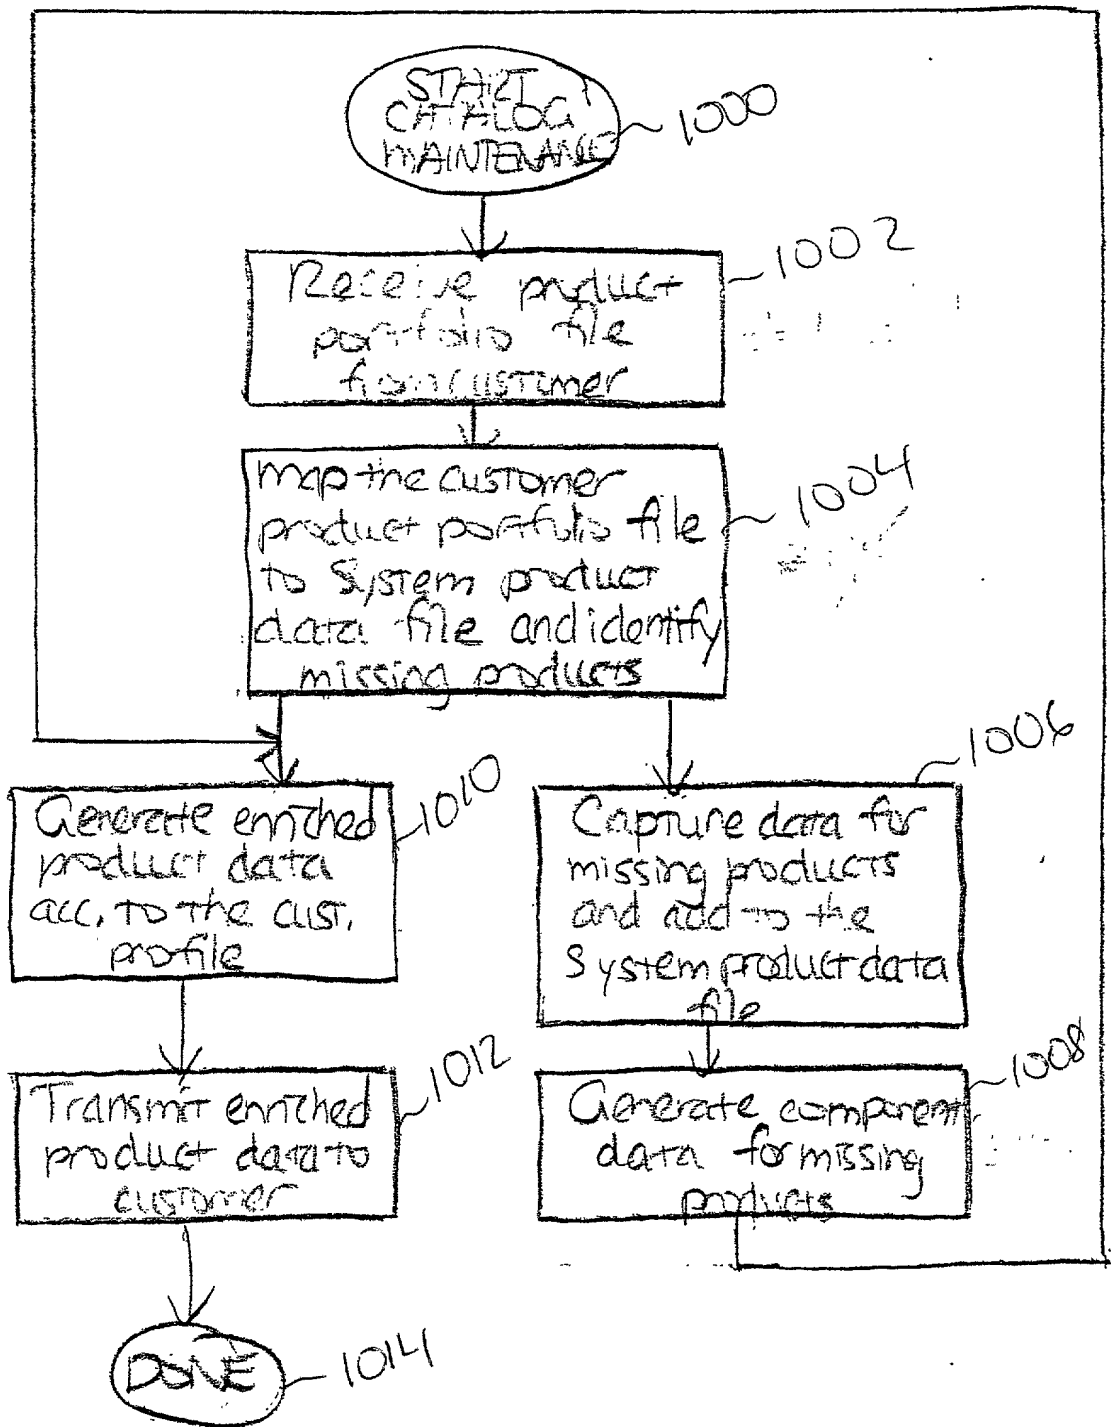 START
CATALOG
MAINTENANCE
1000
Receive product
portfolio file
from customer
1002
map the customer
product portfolio file
to System product
data file and identify
missing products
1004
Generate enriched
product data
acc. to the cust.
profile
1010
Capture data for
missing products
and add to the
System product data
file
1006
Transmit enriched
product data to
customer
1012
Generate component
data for missing
products
1008
DONE
1014